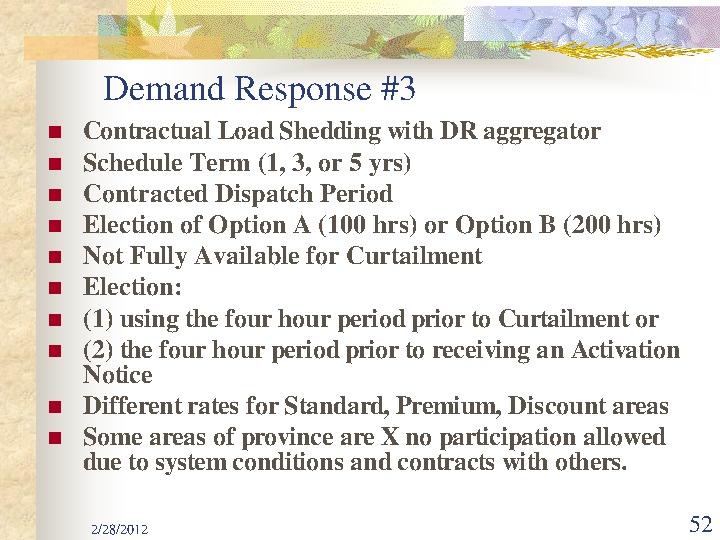 Demand Response #3
Contractual Load Shedding with DR aggregator
Schedule Term (1, 3, or 5 yrs)
Contracted Dispatch Period
Election of Option A (100 hrs) or Option B (200 hrs)
Not Fully Available for Curtailment
Election:
(1) using the four hour period prior to Curtailment or
(2) the four hour period prior to receiving an Activation
Notice
Different rates for Standard, Premium, Discount areas
Some areas of province are X no participation allowed
due to system conditions and contracts with others.
2/28/2012
52